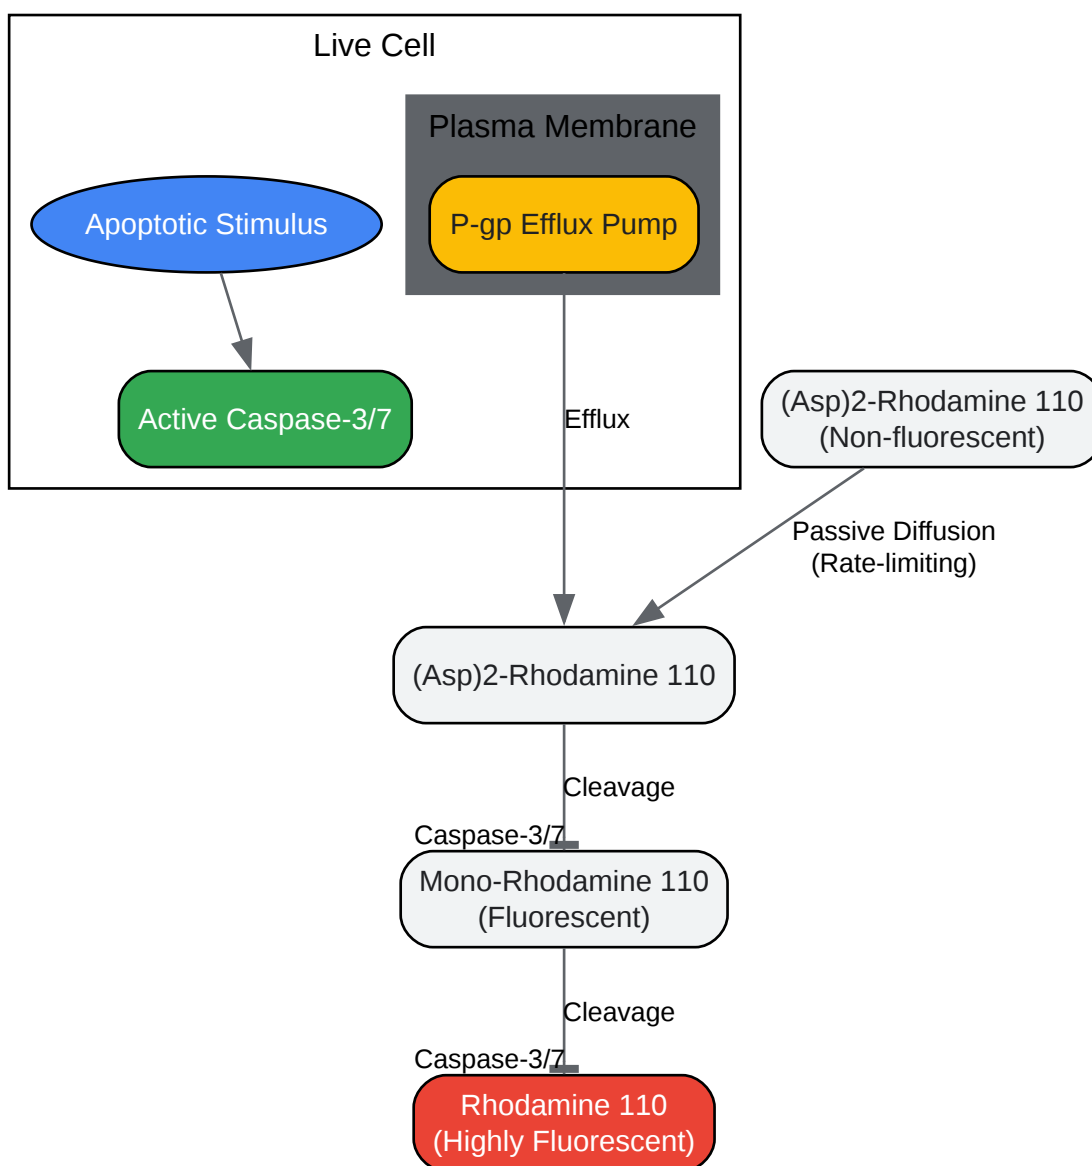 Live Cell
Plasma Membrane
Apoptotic Stimulus
P-gp Efflux Pump
Active Caspase-3/7
Efflux
(Asp)2-Rhodamine 110
(Non-fluorescent)
Passive Diffusion
(Rate-limiting)
(Asp)2-Rhodamine 110
Cleavage
Caspase-3/7
Mono-Rhodamine 110
(Fluorescent)
Cleavage
Caspase-3/7
Rhodamine 110
(Highly Fluorescent)